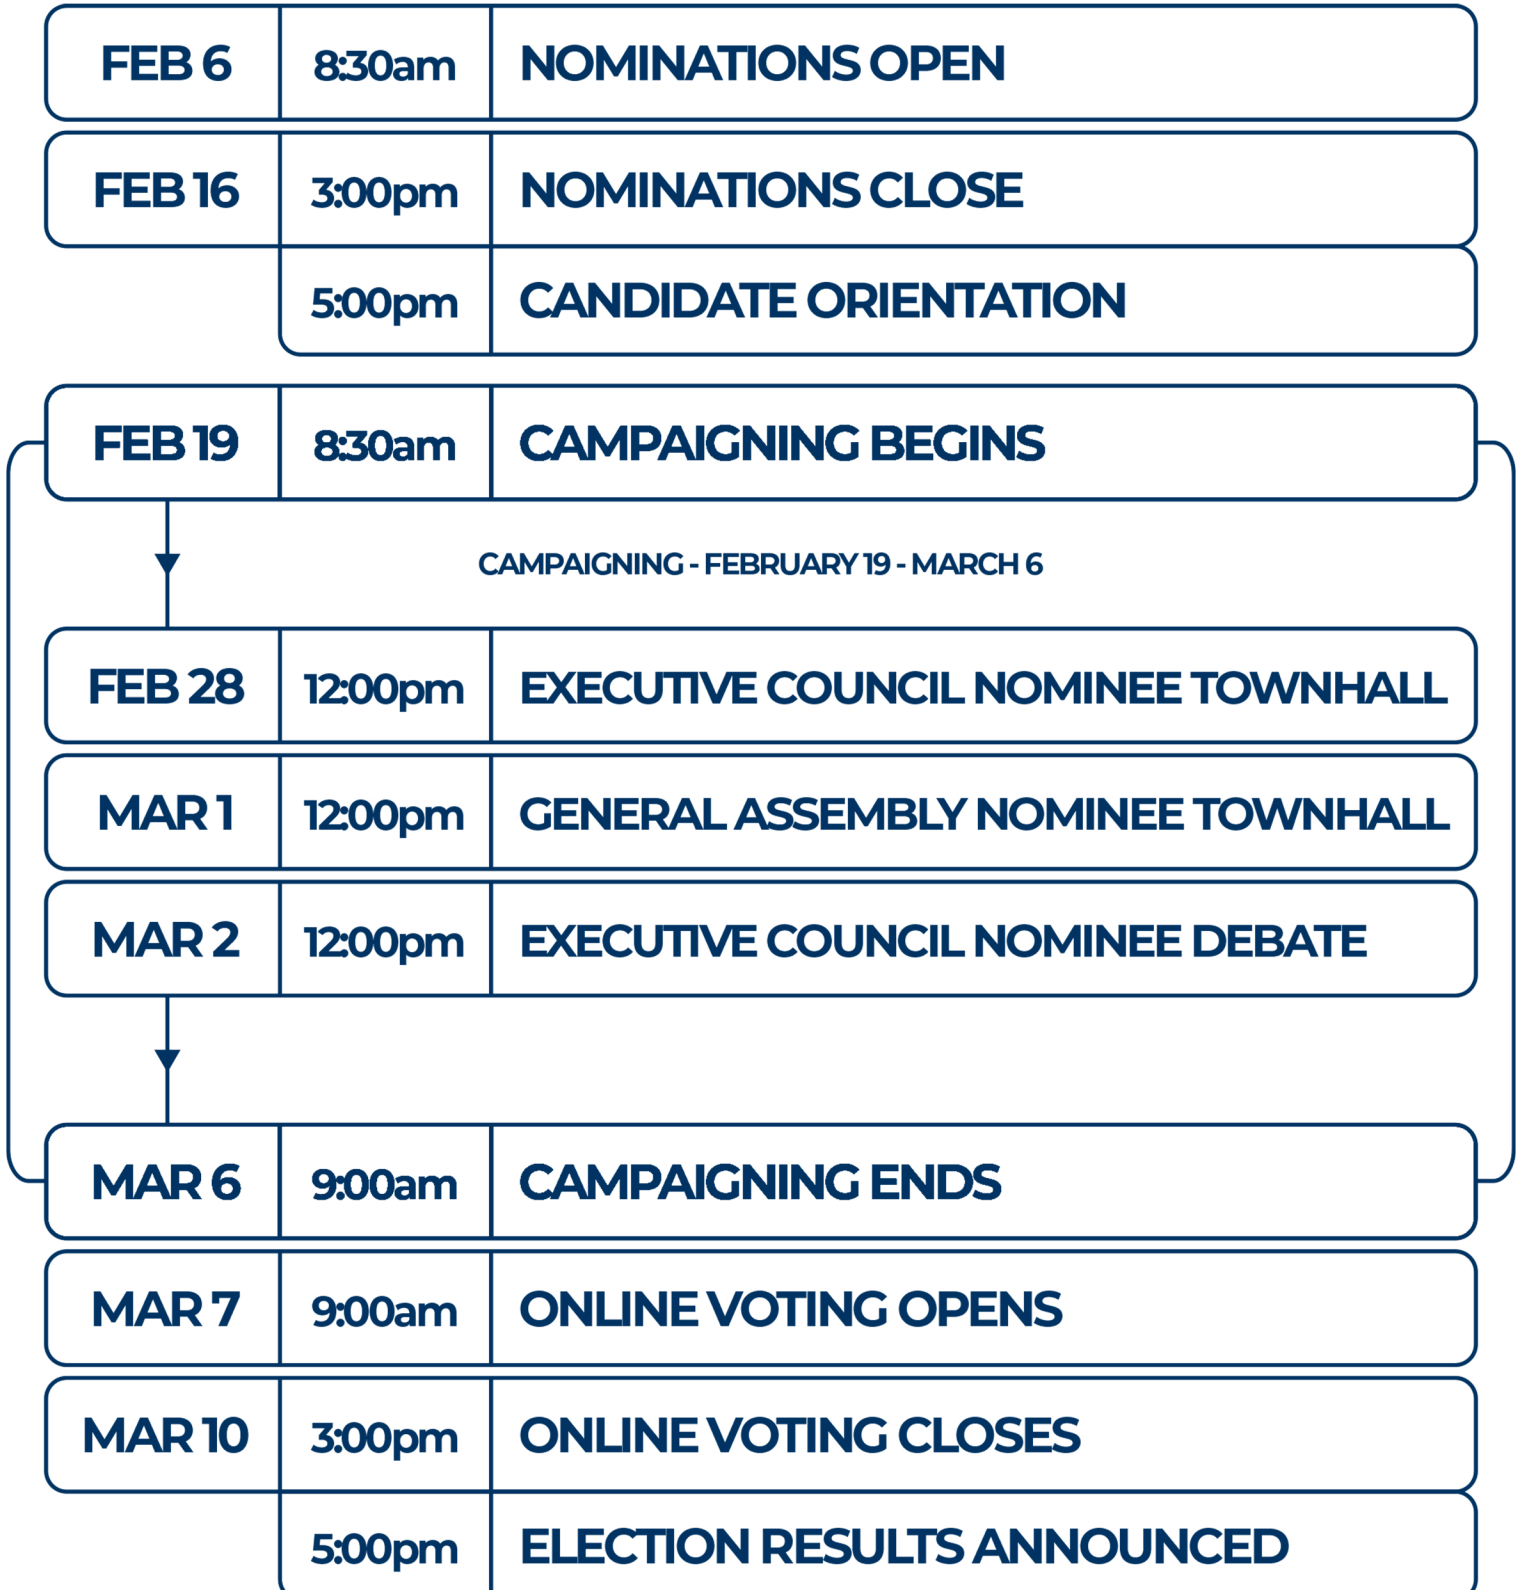 FEB 6 8:30am NOMINATIONS OPEN
FEB 16 3:00pm NOMINATIONS CLOSE
5:00pm CANDIDATE ORIENTATION
FEB 19 8:30am CAMPAIGNING BEGINS
CAMPAIGNING - FEBRUARY 19 - MARCH 6
FEB 28 12:00pm EXECUTIVE COUNCIL NOMINEE TOWNHALL
MAR 1 12:00pm GENERAL ASSEMBLY NOMINEE TOWNHALL
MAR 2 12:00pm EXECUTIVE COUNCIL NOMINEE DEBATE
MAR 6 9:00am CAMPAIGNING ENDS
MAR 7 9:00am ONLINE VOTING OPENS
MAR 10 3:00pm ONLINE VOTING CLOSES
5:00pm ELECTION RESULTS ANNOUNCED